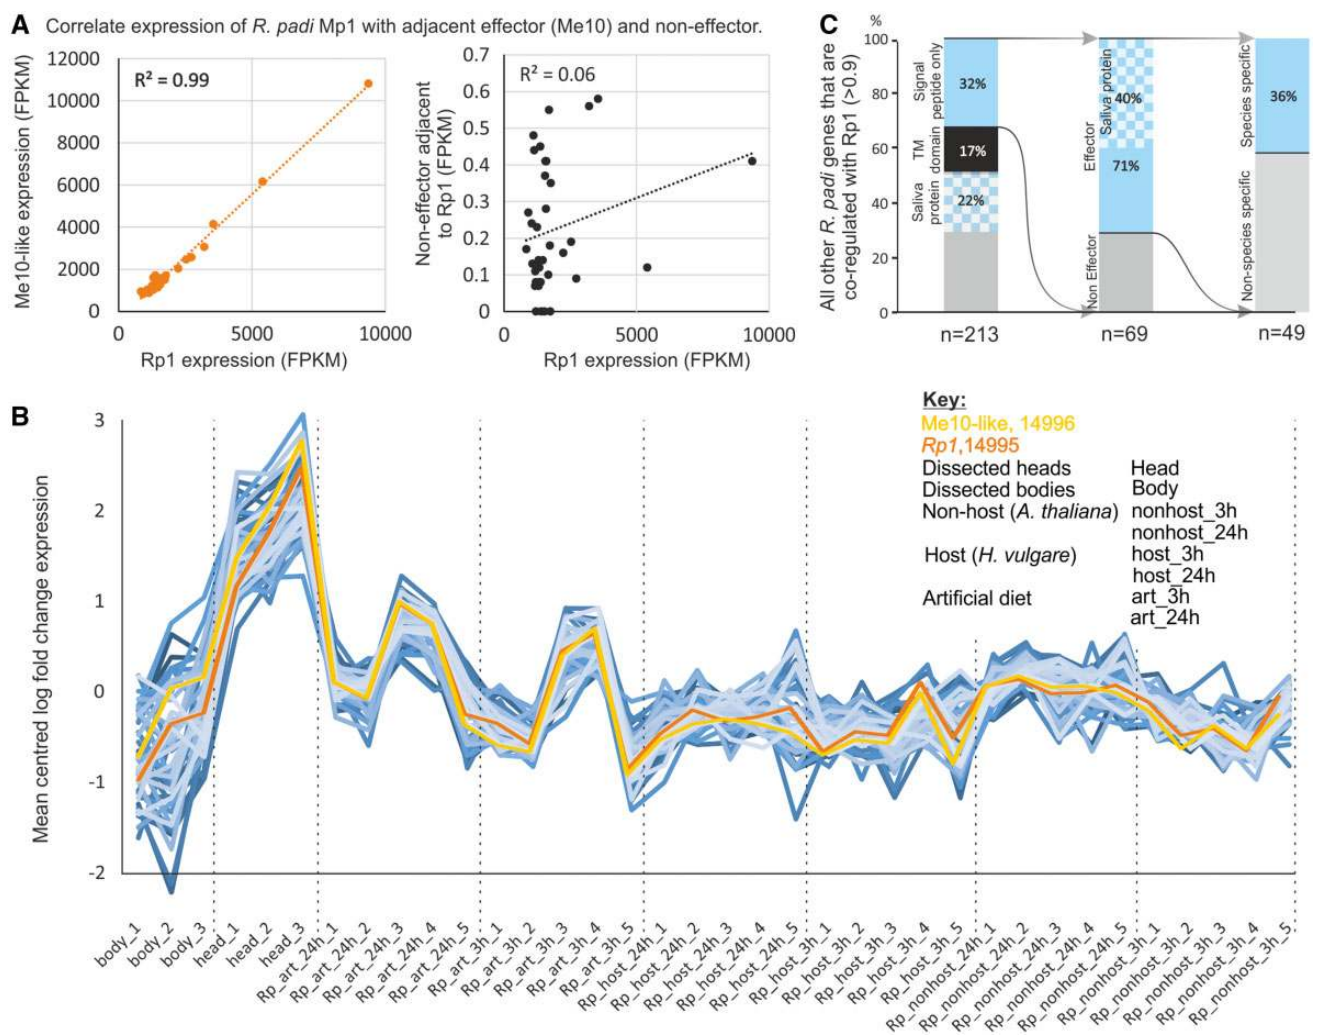 A Correlate expression of R. padi Mp1 with adjacent effector (Me10) and non-effector.
Me10-like expression (FPKM)
12000
10000
8000
6000
4000
2000
0
R² = 0.99
0 5000 10000
Rp1 expression (FPKM)
Non-effector adjacent
to Rp1 (FPKM)
0.7
0.6
0.5
0.4
0.3
0.2
0.1
0
R² = 0.06
0 5000 10000
Rp1 expression (FPKM)
C
%
All other R. padi genes that are
co-regulated with Rp1 (>0.9)
100
80
60
40
20
0
Signal
peptide only
TM
domain
Saliva
protein
32%
17%
22%
n=213
Saliva protein
Effector
Non Effector
40%
71%
n=69
Species specific
Non-species specific
36%
n=49
B
Mean centred log fold change expression
3
2
1
0
-1
-2
Key:
Me10-like, 14996
Rp1,14995
Dissected heads Head
Dissected bodies Body
Non-host (A. thaliana) nonhost_3h
nonhost_24h
Host (H. vulgare) host_3h
host_24h
Artificial diet art_3h
art_24h
body_1
body_2
body_3
head_1
head_2
head_3
Rp_art_24h_1
Rp_art_24h_2
Rp_art_24h_3
Rp_art_24h_4
Rp_art_24h_5
Rp_art_3h_1
Rp_art_3h_2
Rp_art_3h_3
Rp_art_3h_4
Rp_art_3h_5
Rp_host_24h_1
Rp_host_24h_2
Rp_host_24h_3
Rp_host_24h_4
Rp_host_24h_5
Rp_host_3h_1
Rp_host_3h_2
Rp_host_3h_3
Rp_host_3h_4
Rp_host_3h_5
Rp_nonhost_24h_1
Rp_nonhost_24h_2
Rp_nonhost_24h_3
Rp_nonhost_24h_4
Rp_nonhost_24h_5
Rp_nonhost_3h_1
Rp_nonhost_3h_2
Rp_nonhost_3h_3
Rp_nonhost_3h_4
Rp_nonhost_3h_5